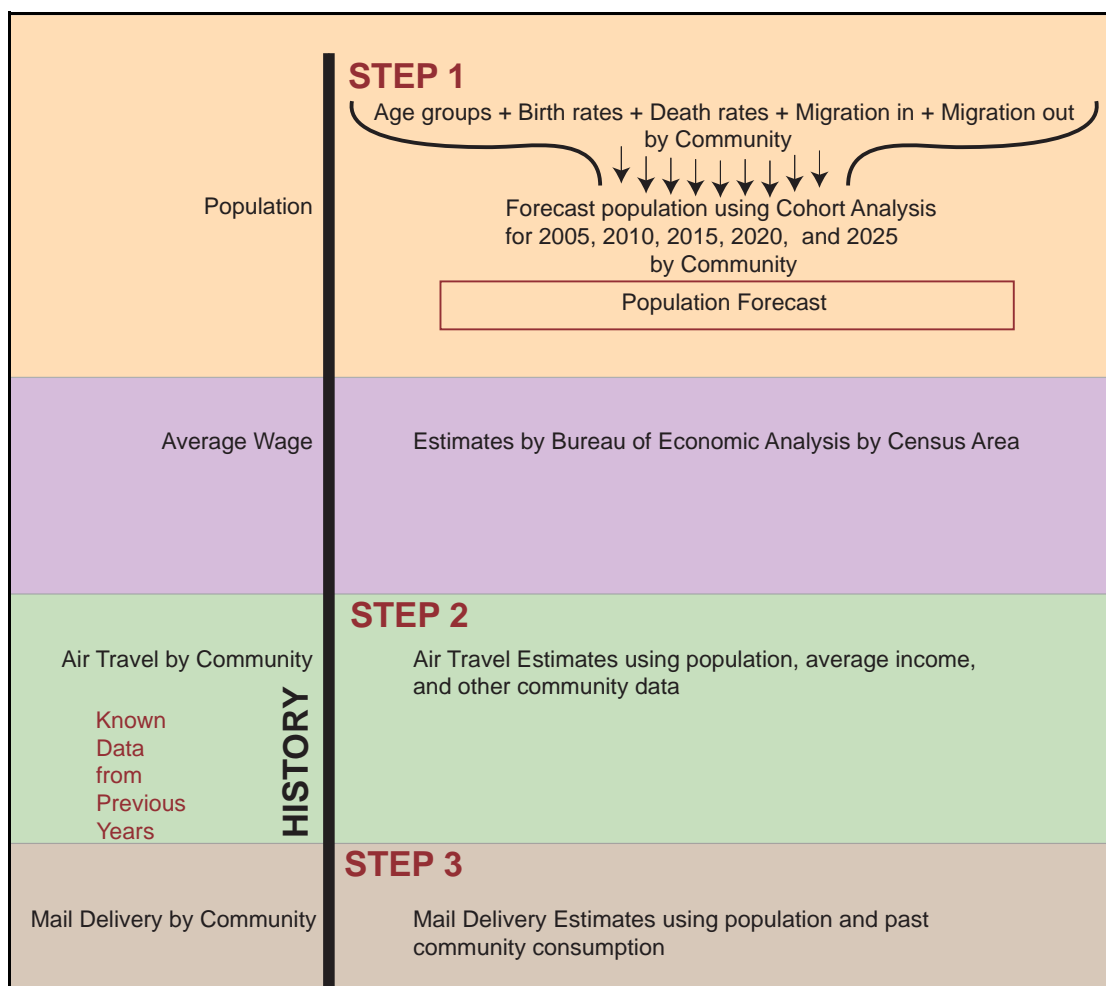 STEP 1
Age groups + Birth rates + Death rates + Migration in + Migration out
by Community
Population
Forecast population using Cohort Analysis
for 2005, 2010, 2015, 2020, and 2025
by Community
Population Forecast
Average Wage
Estimates by Bureau of Economic Analysis by Census Area
STEP 2
Air Travel by Community
Air Travel Estimates using population, average income,
and other community data
Known
Data
from
Previous
Years
HISTORY
STEP 3
Mail Delivery by Community
Mail Delivery Estimates using population and past
community consumption